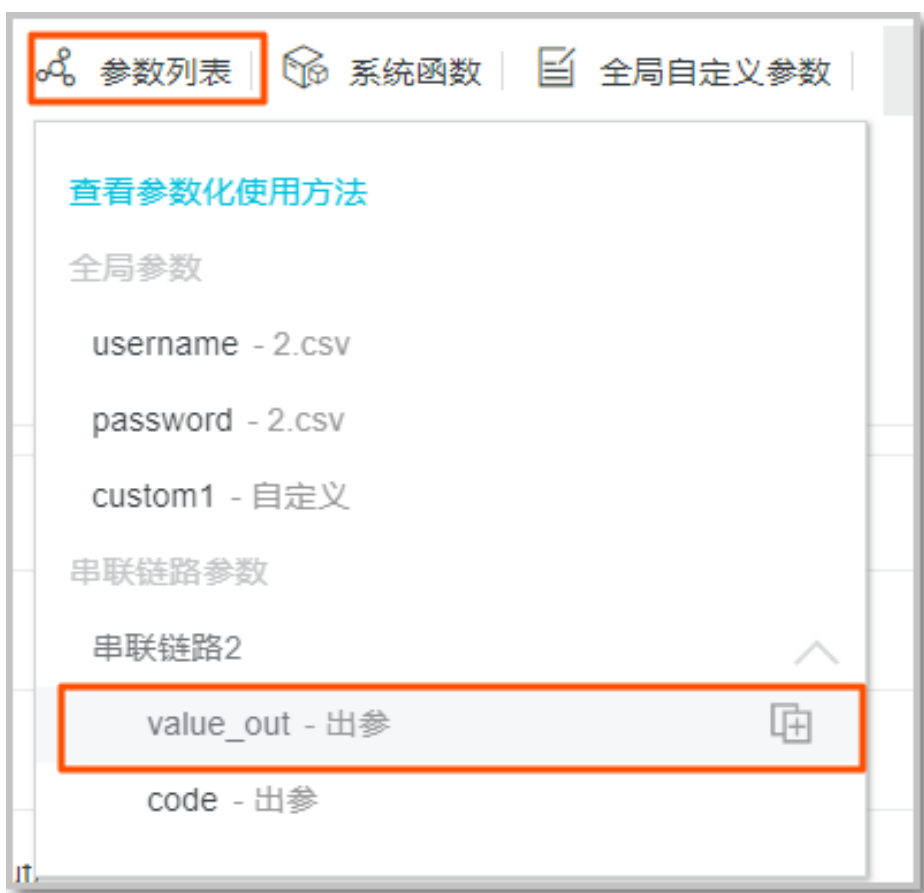 参数列表 系统函数 全局自定义参数
查看参数化使用方法
全局参数
username - 2.csv
password - 2.csv
custom1 - 自定义
串联链路参数
串联链路2
value_out - 出参
code - 出参